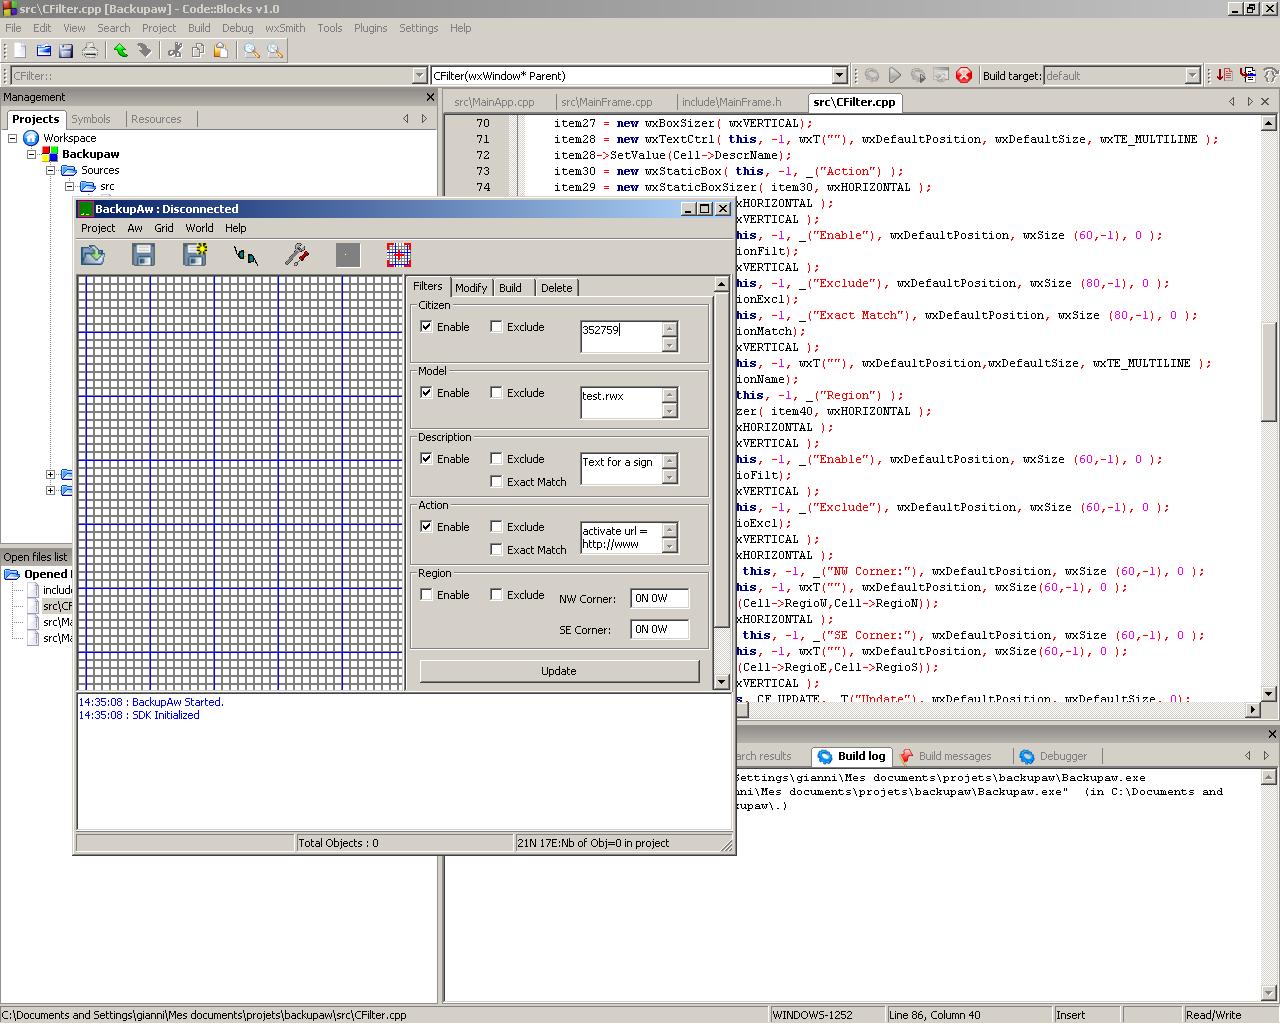 src\CFilter.cpp [Backupaw] - Code::Blocks v1.0
File Edit View Search Project Build Debug wxSmith Tools Plugins Settings Help
CFilter:: CFilter(wxWindow* Parent) Build target: default
Management
Projects Symbols Resources
Workspace
Backupaw
Sources
src
Open files list
Opened
include
src\CF
src\Ma
src\Ma
src\MainApp.cpp src\MainFrame.cpp include\MainFrame.h src\CFilter.cpp
70 item27 = new wxBoxSizer( wxVERTICAL);
71 item28 = new wxTextCtrl( this, -1, wxT(""), wxDefaultPosition, wxDefaultSize, wxTE_MULTILINE );
72 item28->SetValue(Cell->DescrName);
73 item30 = new wxStaticBox( this, -1, _("Action") );
74 item29 = new wxStaticBoxSizer( item30, wxHORIZONTAL );
xHORIZONTAL );
xVERTICAL );
his, -1, _("Enable"), wxDefaultPosition, wxSize (60,-1), 0 );
ionFilt);
xVERTICAL );
his, -1, _("Exclude"), wxDefaultPosition, wxSize (80,-1), 0 );
ionExcl);
his, -1, _("Exact Match"), wxDefaultPosition, wxSize (80,-1), 0 );
ionMatch);
xVERTICAL );
his, -1, wxT(""), wxDefaultPosition,wxDefaultSize, wxTE_MULTILINE );
ionName);
this, -1, _("Region") );
zer( item40, wxHORIZONTAL );
xHORIZONTAL );
xVERTICAL );
his, -1, _("Enable"), wxDefaultPosition, wxSize (60,-1), 0 );
ioFilt);
xVERTICAL );
his, -1, _("Exclude"), wxDefaultPosition, wxSize (60,-1), 0 );
ioExcl);
xVERTICAL );
xHORIZONTAL );
this, -1, _("NW Corner:"), wxDefaultPosition, wxSize (60,-1), 0 );
his, -1, wxT(""), wxDefaultPosition, wxSize(60,-1), 0 );
(Cell->RegioW,Cell->RegioN));
xHORIZONTAL );
this, -1, _("SE Corner:"), wxDefaultPosition, wxSize (60,-1), 0 );
his, -1, wxT(""), wxDefaultPosition, wxSize(60,-1), 0 );
(Cell->RegioE,Cell->RegioS));
xVERTICAL );
s, CF_UPDATE, _T("Update"), wxDefaultPosition, wxDefaultSize, 0);
BackupAw : Disconnected
Project Aw Grid World Help
Filters Modify Build Delete
Citizen
Enable Exclude 352759
Model
Enable Exclude test.rwx
Description
Enable Exclude Text for a sign
Exact Match
Action
Enable Exclude activate url =
Exact Match http://www
Region
Enable Exclude NW Corner: 0N 0W
SE Corner: 0N 0W
Update
14:35:08 : BackupAw Started.
14:35:08 : SDK Initialized
Total Objects : 0 21N 17E:Nb of Obj=0 in project
arch results Build log Build messages Debugger
Settings\gianni\Mes documents\projets\backupaw\Backupaw.exe
nni\Mes documents\projets\backupaw\Backupaw.exe" (in C:\Documents and
kupaw\.)
C:\Documents and Settings\gianni\Mes documents\projets\backupaw\src\CFilter.cpp WINDOWS-1252 Line 86, Column 40 Insert Read/Write